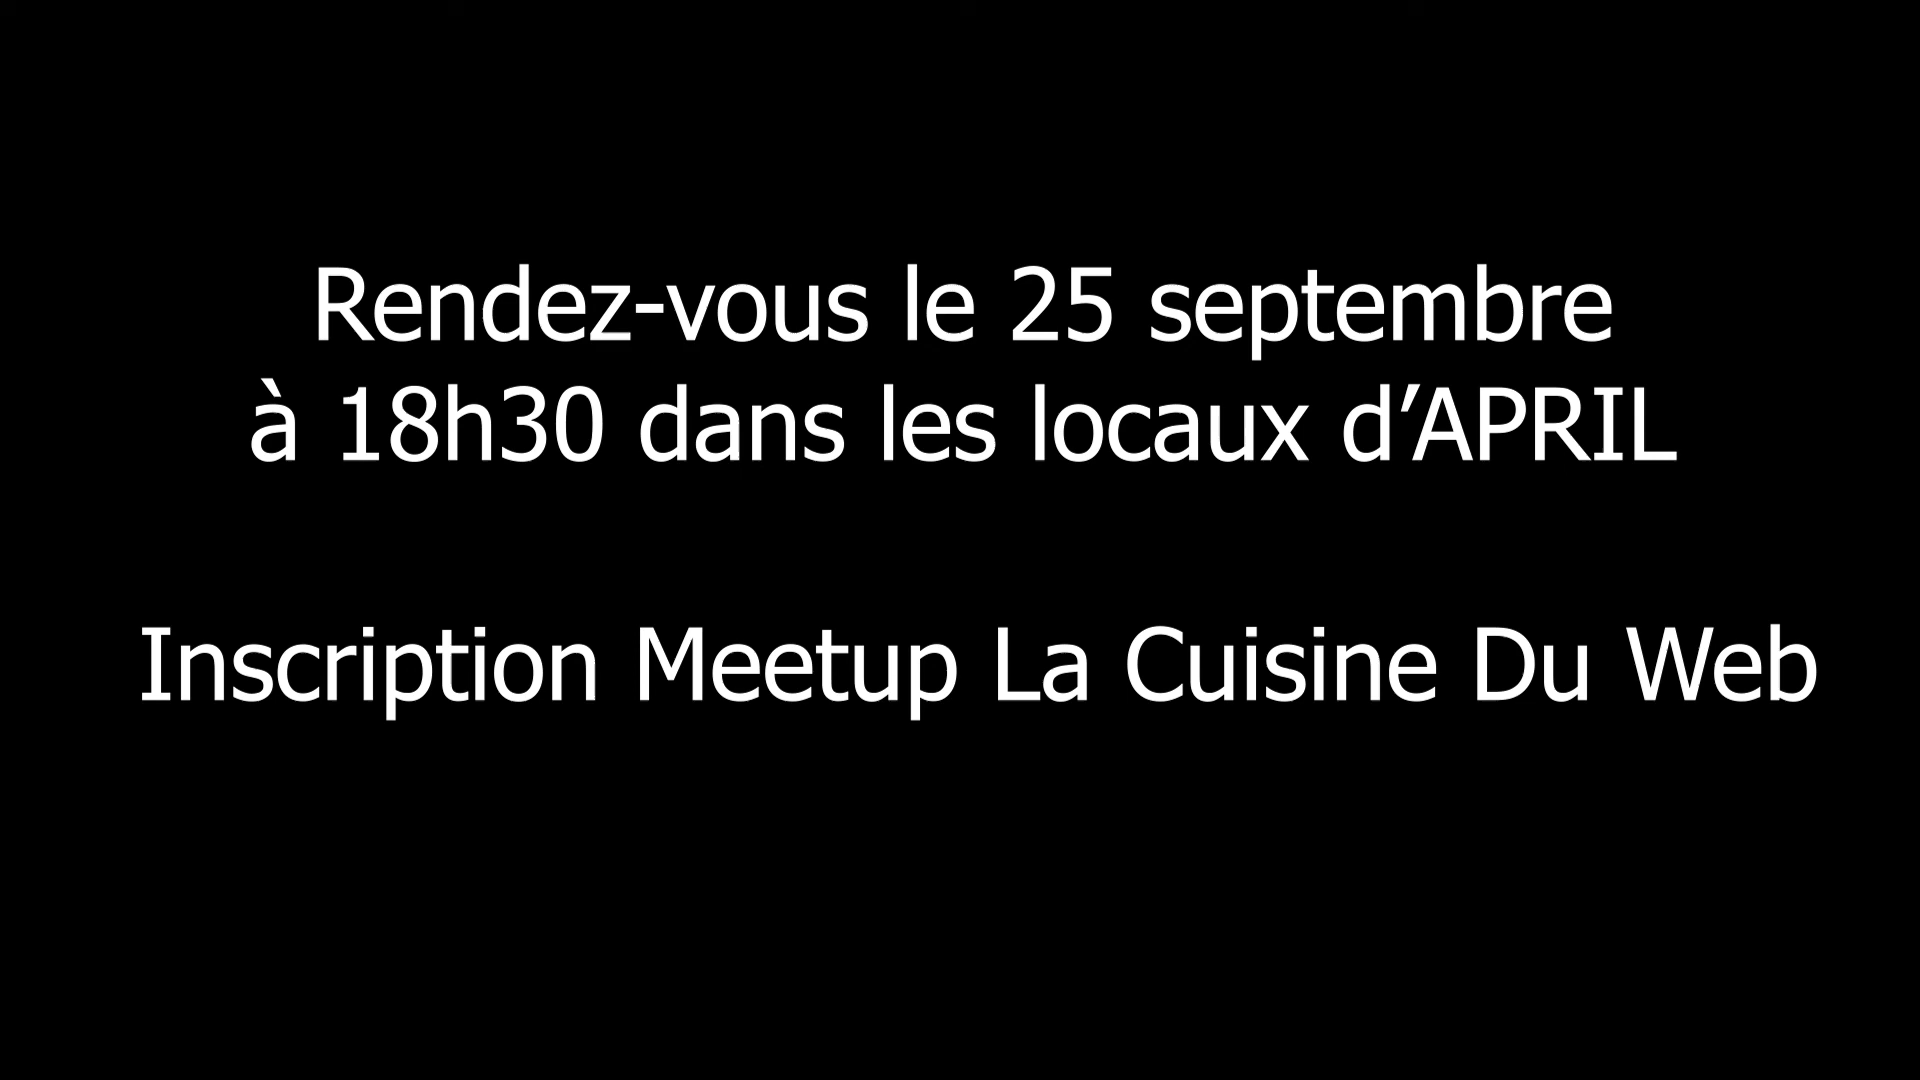 Rendez-vous le 25 septembre
à 18h30 dans les locaux d’APRIL
Inscription Meetup La Cuisine Du Web